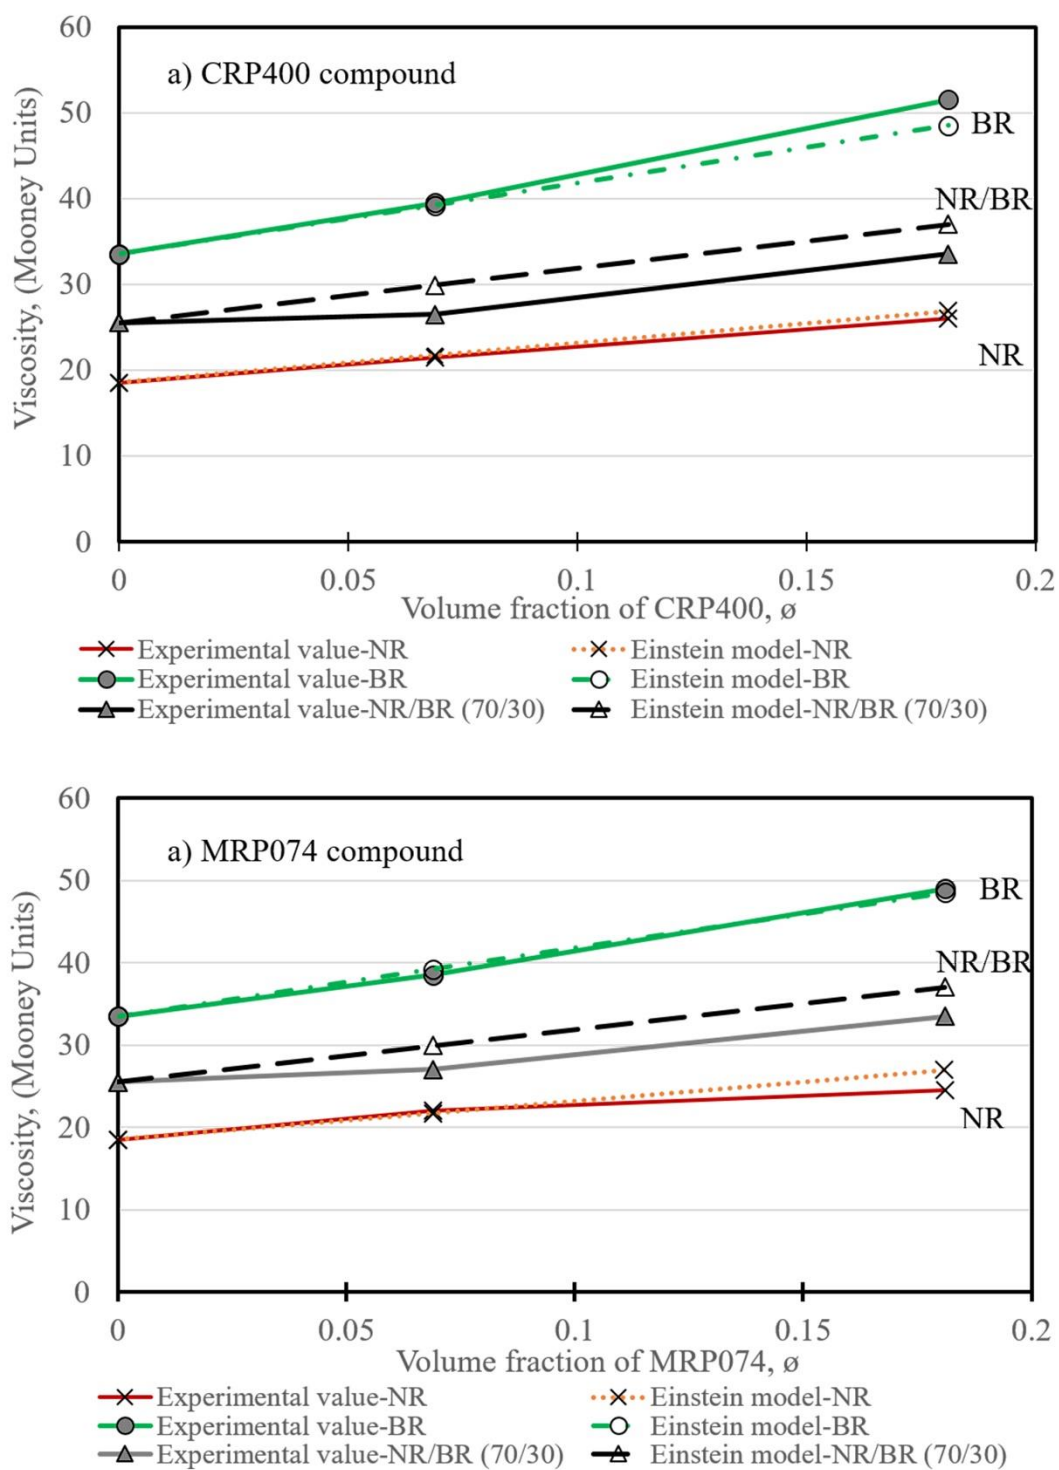 60
a) CRP400 compound
50
BR
40
NR/BR
30
NR
20
10
0
Viscosity, (Mooney Units)
0 0.05 0.1 0.15 0.2
Volume fraction of CRP400, ø
Experimental value-NR Einstein model-NR
Experimental value-BR Einstein model-BR
Experimental value-NR/BR (70/30) Einstein model-NR/BR (70/30)
60
a) MRP074 compound
50
BR
40
NR/BR
30
NR
20
10
0
Viscosity, (Mooney Units)
0 0.05 0.1 0.15 0.2
Volume fraction of MRP074, ø
Experimental value-NR Einstein model-NR
Experimental value-BR Einstein model-BR
Experimental value-NR/BR (70/30) Einstein model-NR/BR (70/30)